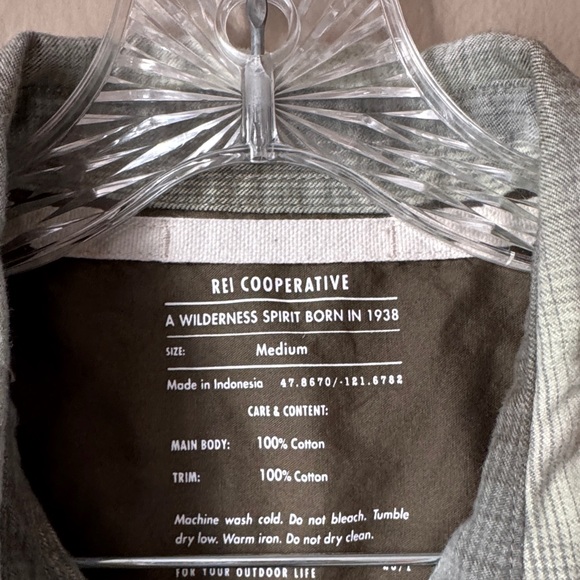 REI COOPERATIVE
A WILDERNESS SPIRIT BORN IN 1938
SIZE: Medium
Made in Indonesia 47.8670/-121.6782
CARE & CONTENT:
MAIN BODY: 100% Cotton
TRIM: 100% Cotton
Machine wash cold. Do not bleach. Tumble
dry low. Warm iron. Do not dry clean.
FOR YOUR OUTDOOR LIFE